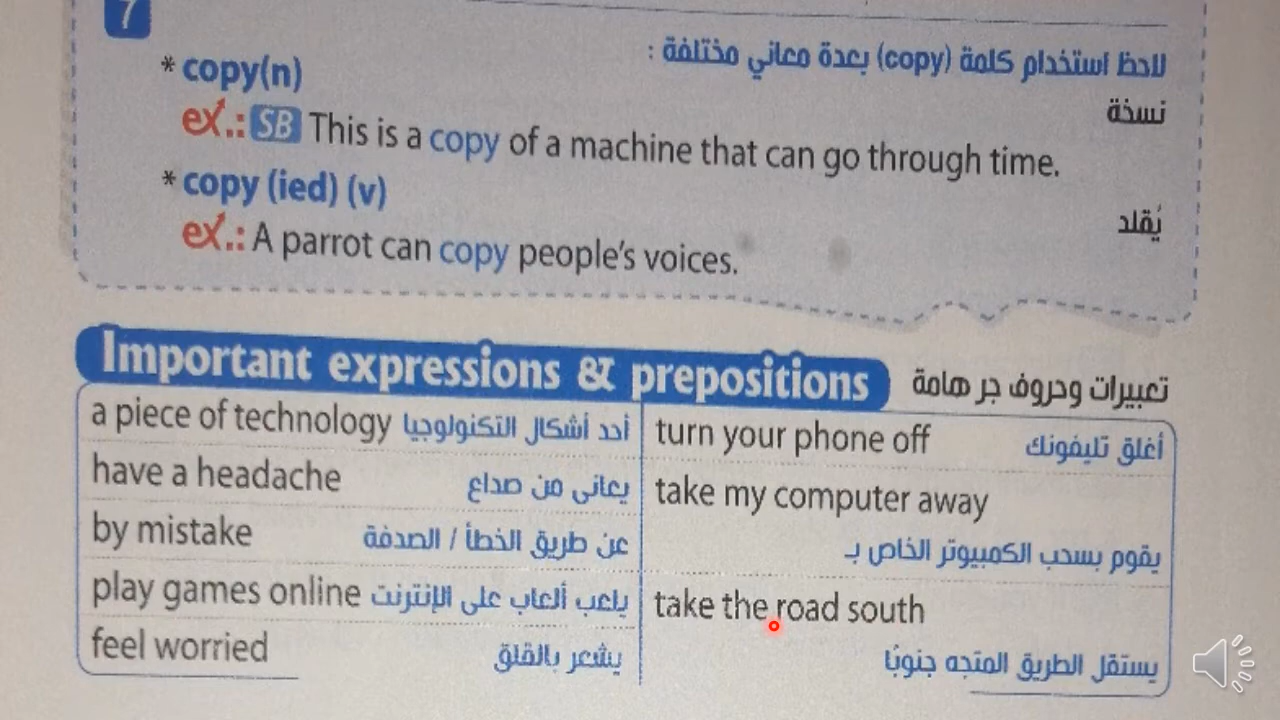 7
لاحظ استخدام كلمة (copy) بعدة معاني مختلفة :
* copy(n) نسخة
ex.: SB This is a copy of a machine that can go through time.
* copy (ied) (v) يُقلد
ex.: A parrot can copy people's voices.
Important expressions & prepositions تعبيرات وحروف جر هامة
a piece of technology أحد أشكال التكنولوجيا
have a headache يعانى من صداع
by mistake عن طريق الخطأ / الصدفة
play games online يلعب ألعاب على الإنترنت
feel worried يشعر بالقلق
turn your phone off أغلق تليفونك
take my computer away
يقوم بسحب الكمبيوتر الخاص بـ
take the road south
يستقل الطريق المتجه جنوبًا